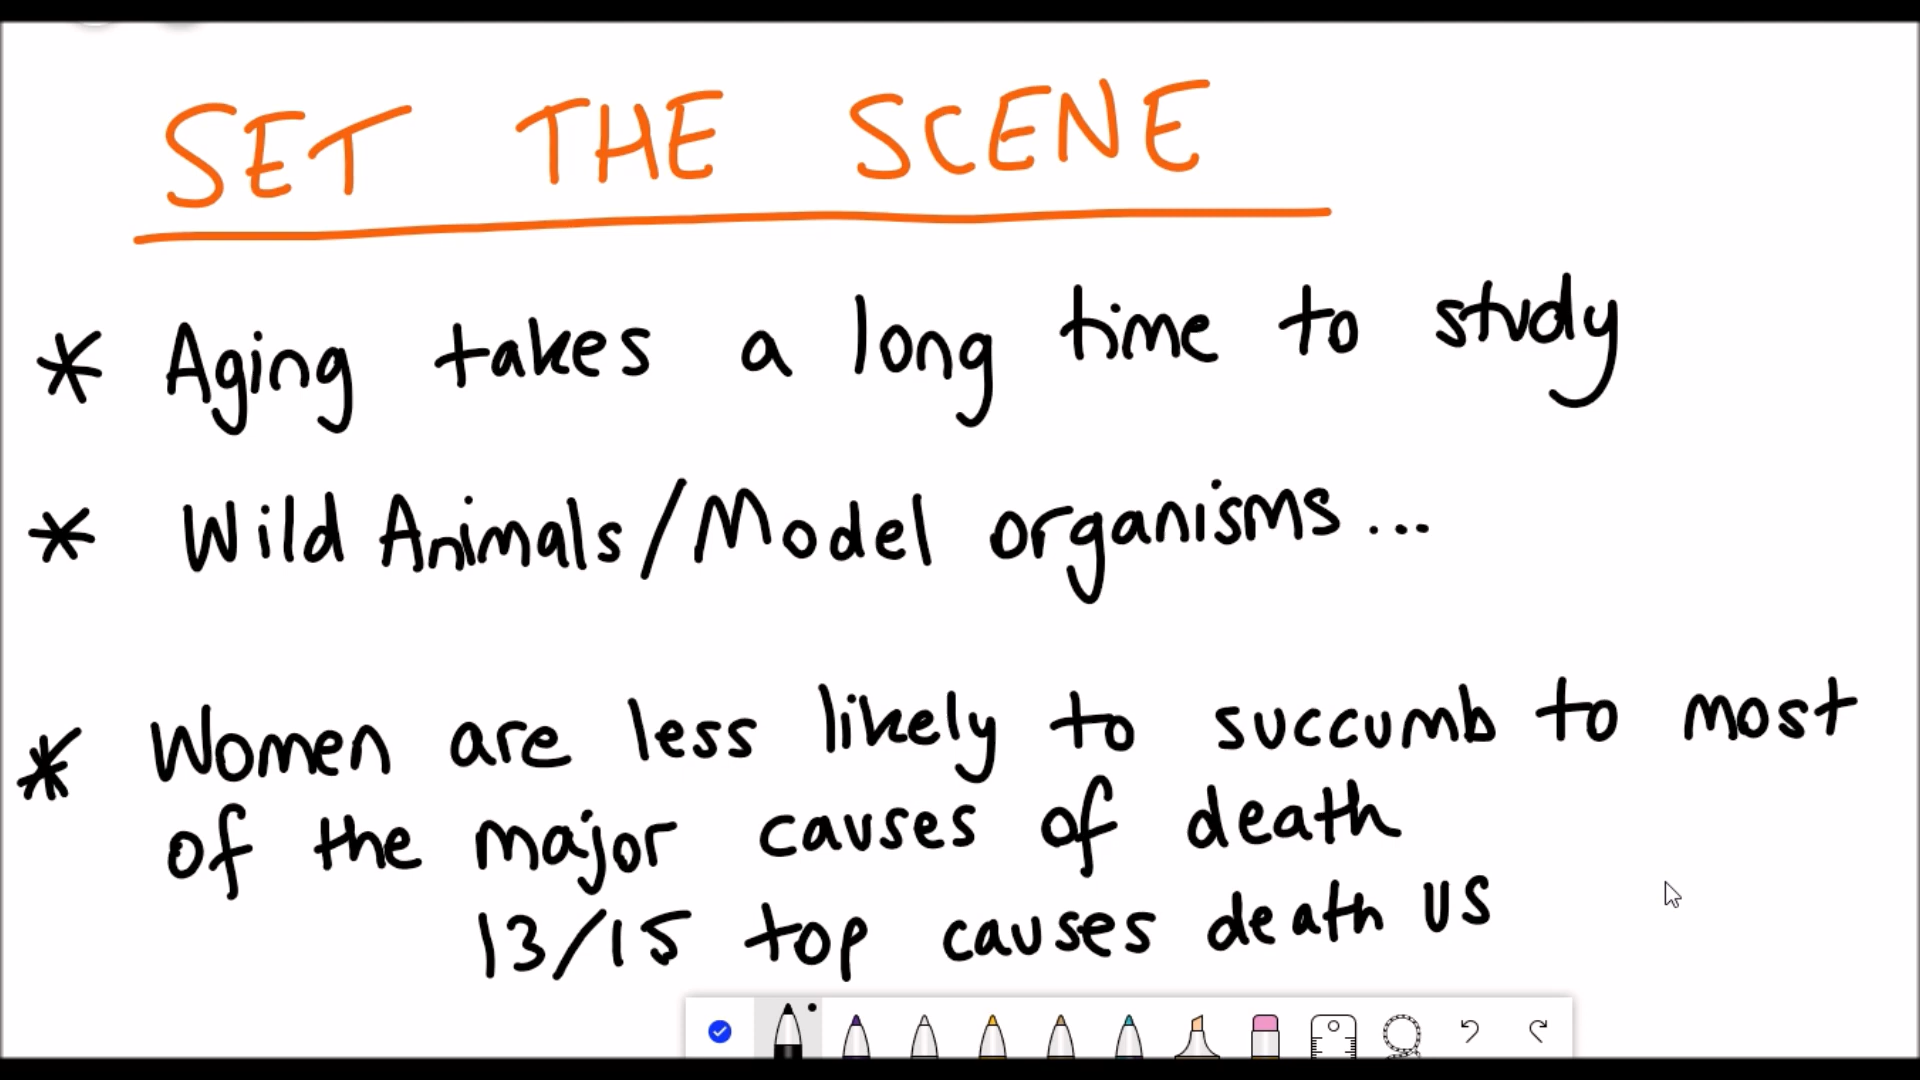 SET THE SCENE
* Aging takes a long time to study
* Wild Animals/Model organisms...
* Women are less likely to succumb to most
of the major causes of death
13/15 top causes death US